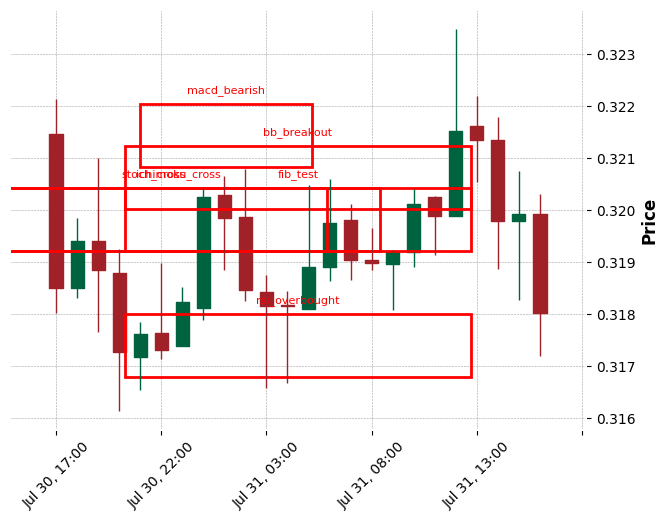 macd_bearish
bb_breakout
fib_test
rsi_overbought
0.323
0.322
0.321
0.320
0.319
0.318
0.317
0.316
Price
Jul 30, 17:00
Jul 30, 22:00
Jul 31, 03:00
Jul 31, 08:00
Jul 31, 13:00